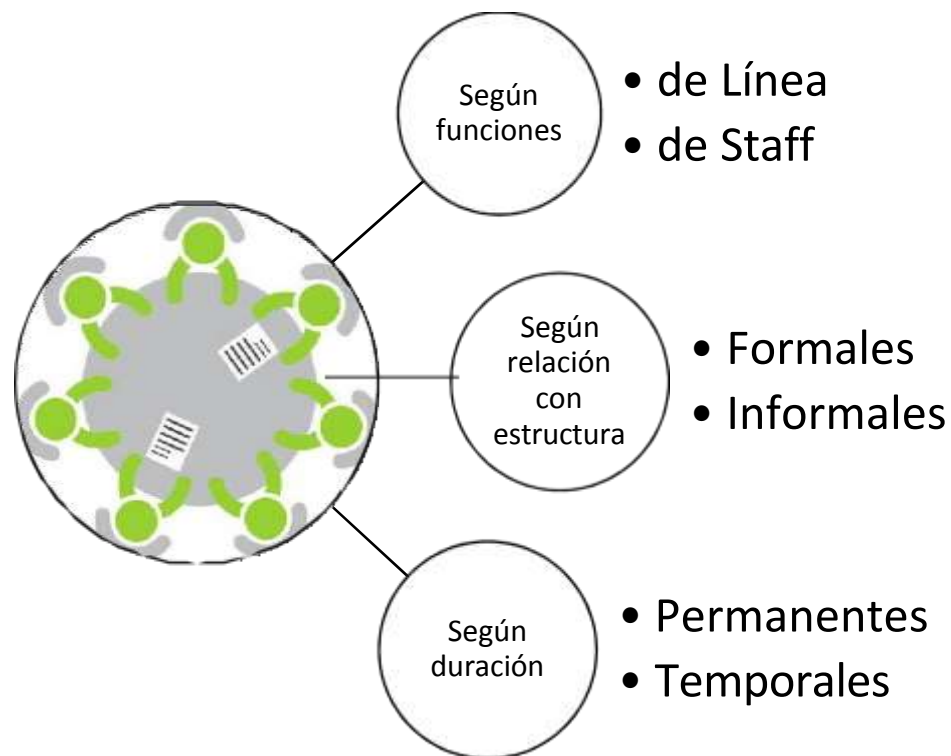 Según
funciones
• de Línea
• de Staff
Según
relación
con
estructura
• Formales
• Informales
Según
duración
• Permanentes
• Temporales